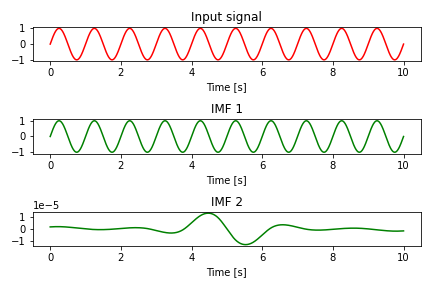 Input signal
1
0
−1
0 2 4 6 8 10
Time [s]
IMF 1
1
0
−1
0 2 4 6 8 10
Time [s]
IMF 2
1e−5
1
0
−1
0 2 4 6 8 10
Time [s]